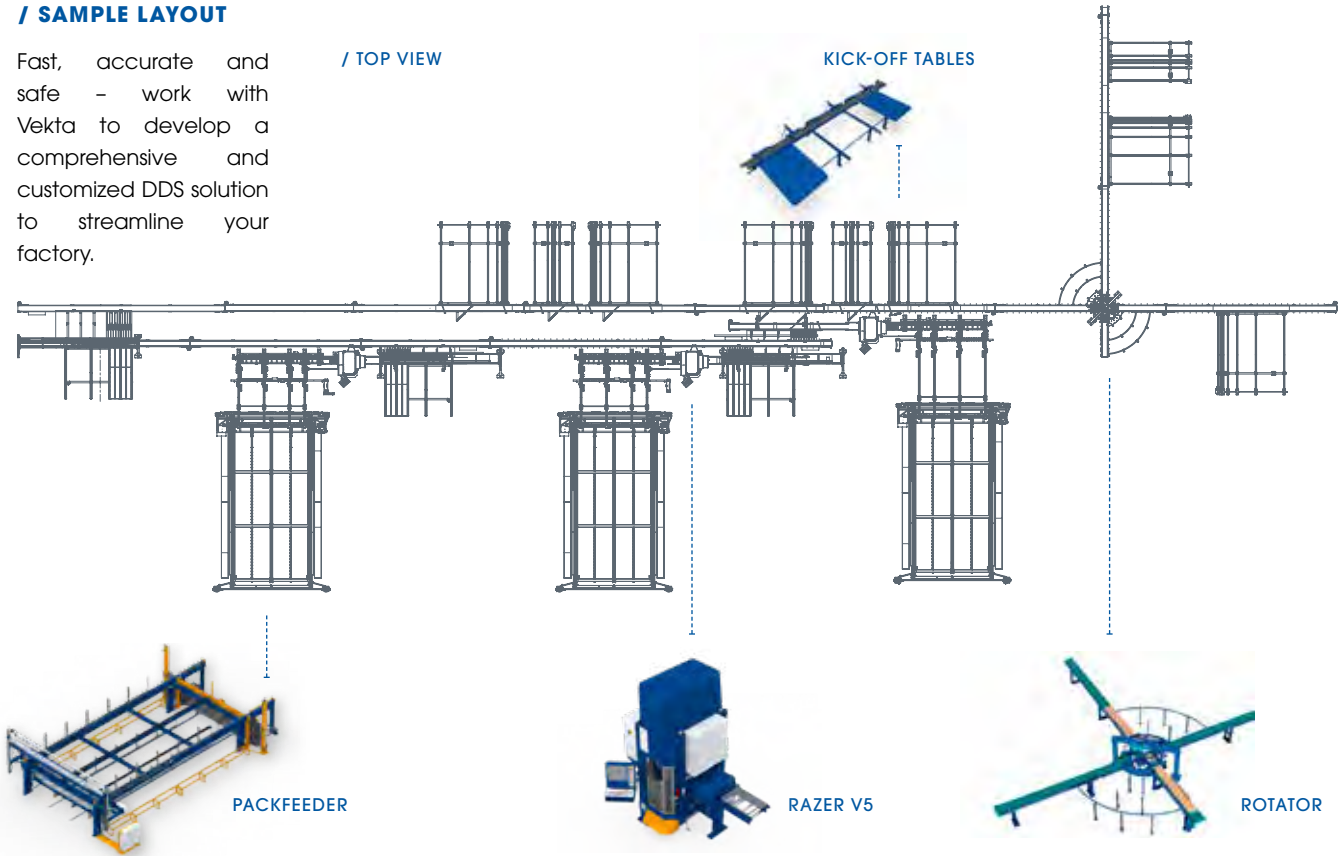 / SAMPLE LAYOUT
Fast, accurate and
safe – work with
Vekta to develop a
comprehensive and
customized DDS solution
to streamline your
factory.
/ TOP VIEW
KICK-OFF TABLES
PACKFEEDER
RAZER V5
ROTATOR